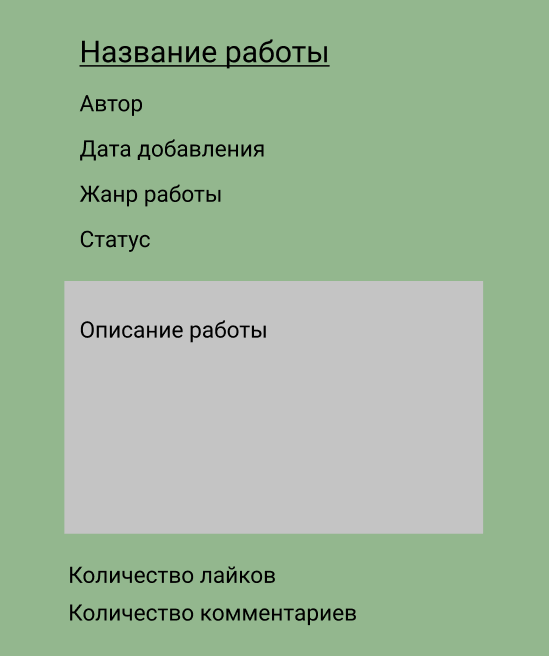 Название работы
Автор
Дата добавления
Жанр работы
Статус
Описание работы
Количество лайков
Количество комментариев